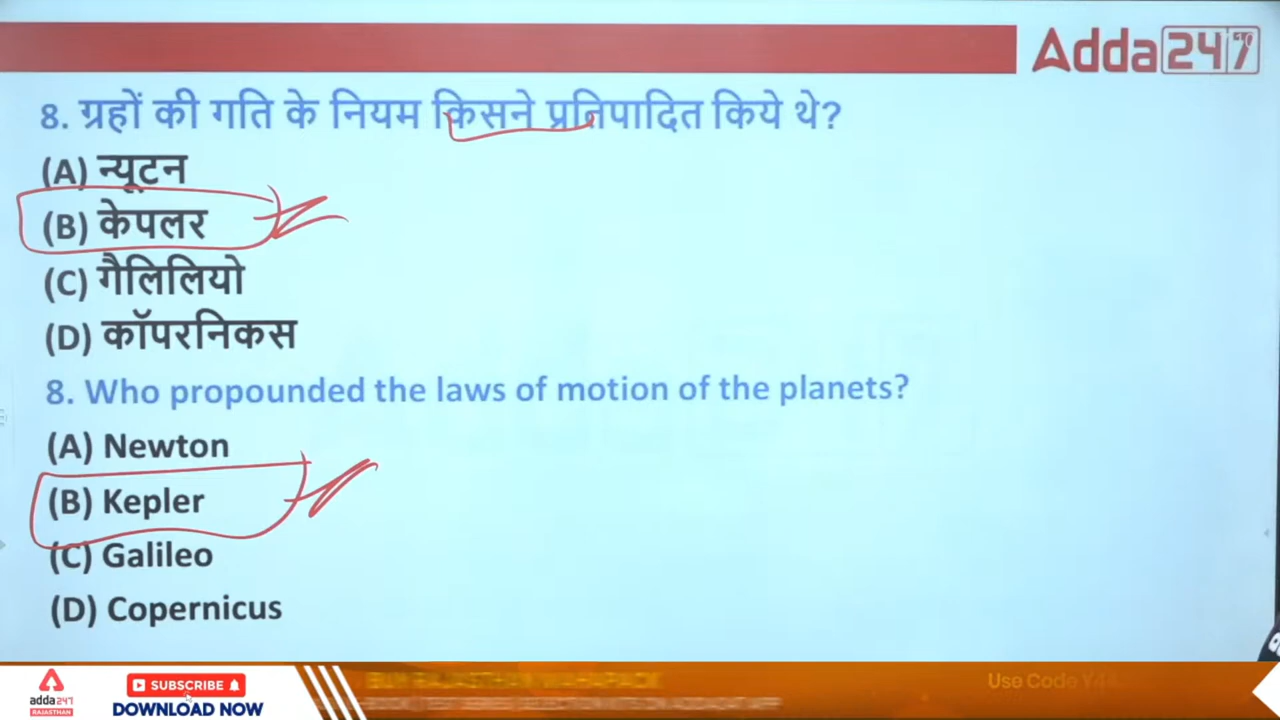 Adda247
8. ग्रहों की गति के नियम किसने प्रतिपादित किये थे?
(A) न्यूटन
(B) केपलर
(C) गैलिलियो
(D) कॉपरनिकस
8. Who propounded the laws of motion of the planets?
(A) Newton
(B) Kepler
(C) Galileo
(D) Copernicus
adda247
RAJASTHAN
SUBSCRIBE
DOWNLOAD NOW
Use Code